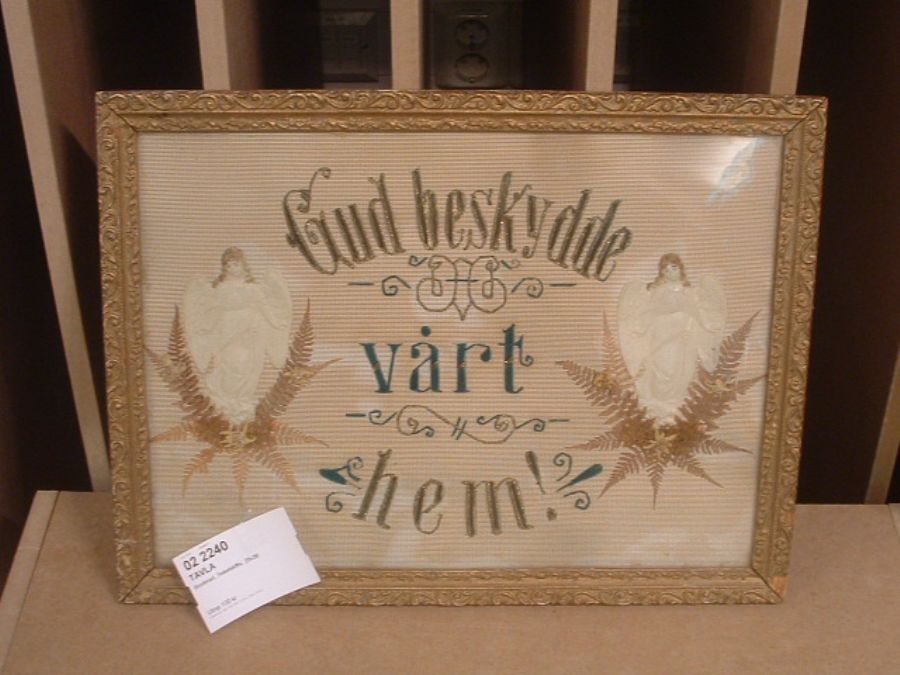 Gud beskydde
vårt
hem!
02 2240
TAVLA